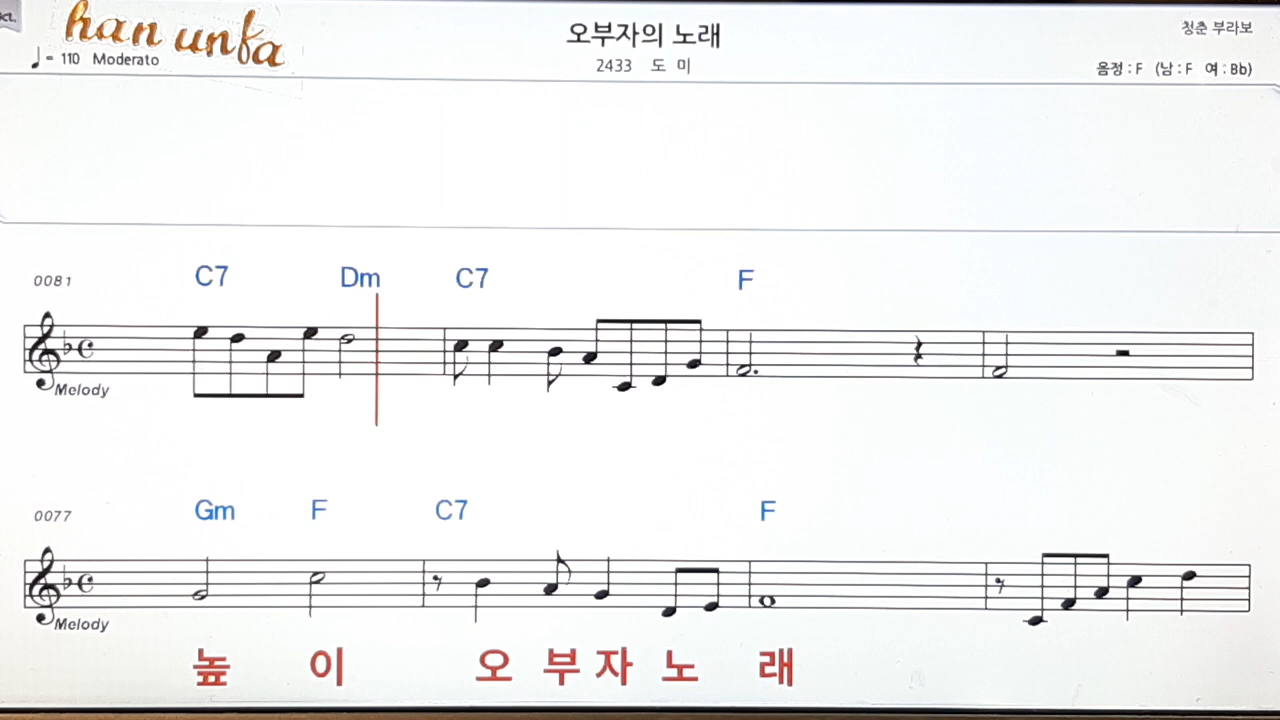 han unfa
오부자의 노래
청춘 부라보
♩= 110 Moderato
2433 도 미
음정 : F (남 : F 여 : Bb)
0081
C7 Dm C7 F
Melody
0077
Gm F C7 F
Melody
높 이 오 부 자 노 래